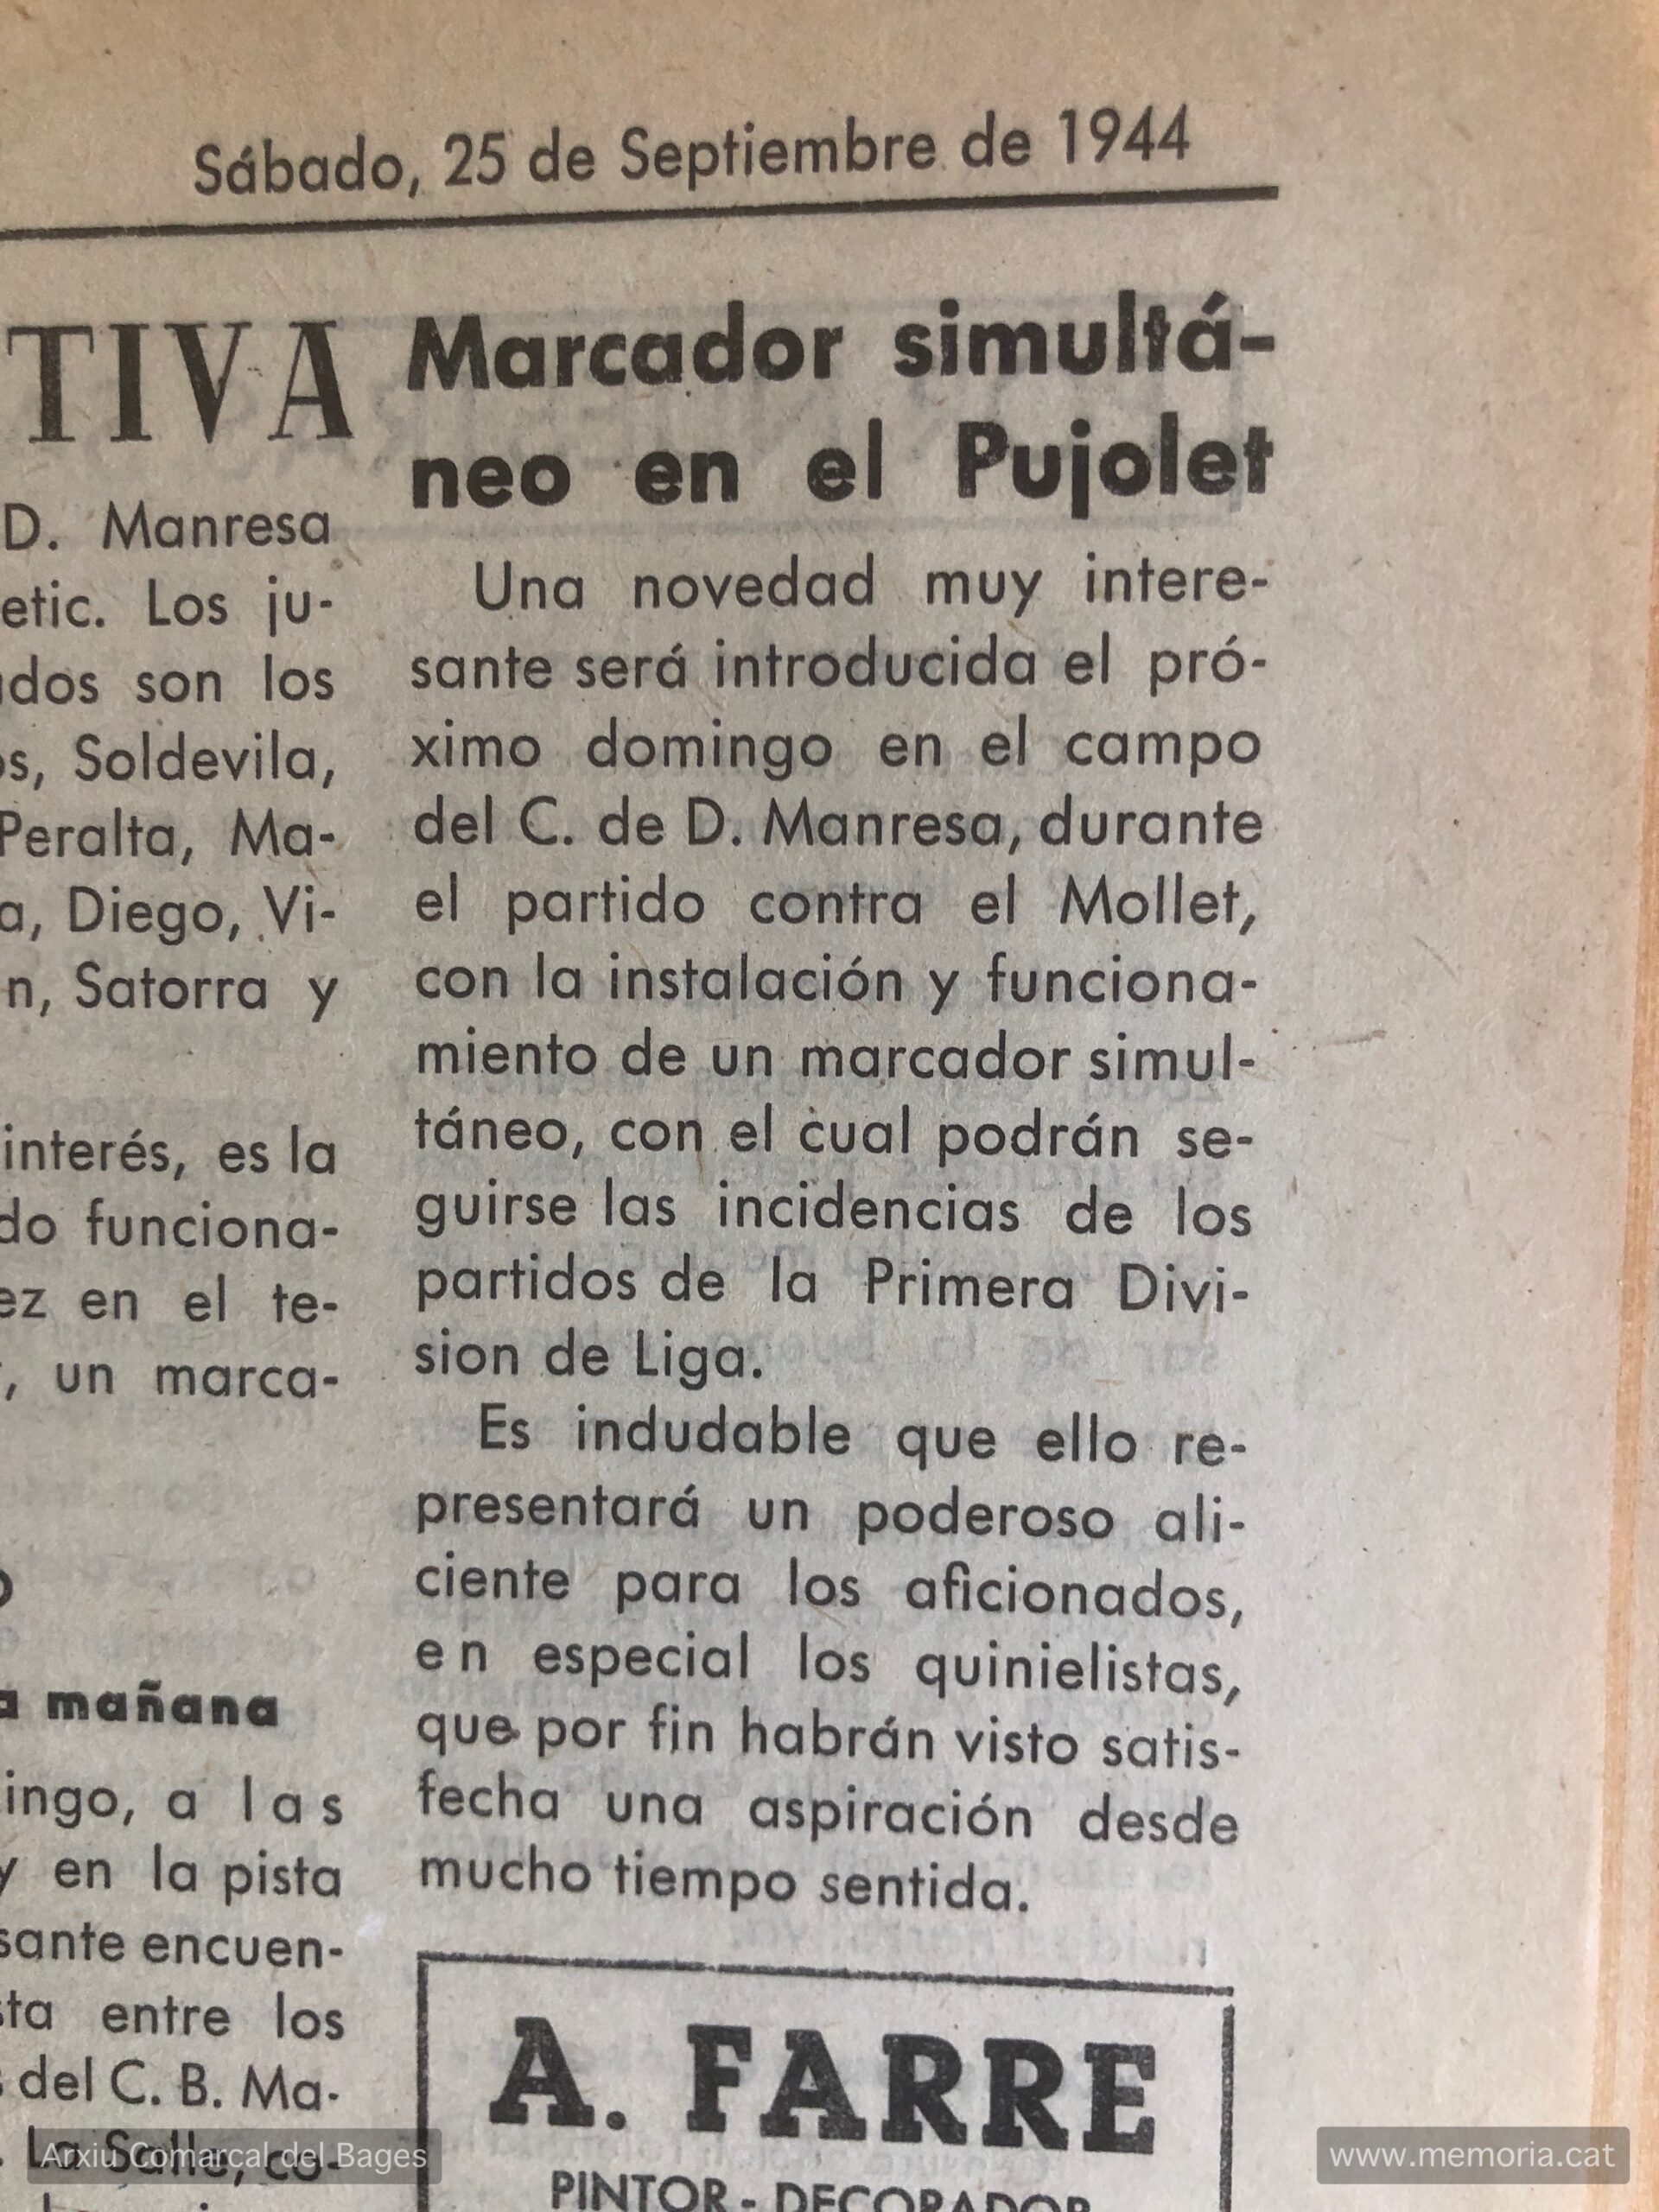 Sábado, 25 de Septiembre de 1944
TIVA
D. Manresa
etic. Los ju-
dos son los
os, Soldevila,
Peralta, Ma-
a, Diego, Vi-
n, Satorra y
interés, es la
do funciona-
ez en el te-
, un marca-
a mañana
ingo, a las
y en la pista
sante encuen-
sta entre los
del C. B. Ma-
. La Salle, co-
Marcador simultá-
neo en el Pujolet
Una novedad muy intere-
sante será introducida el pró-
ximo domingo en el campo
del C. de D. Manresa, durante
el partido contra el Mollet,
con la instalación y funciona-
miento de un marcador simul-
táneo, con el cual podrán se-
guirse las incidencias de los
partidos de la Primera Divi-
sion de Liga.
Es indudable que ello re-
presentará un poderoso ali-
ciente para los aficionados,
en especial los quinielistas,
que por fin habrán visto satis-
fecha una aspiración desde
mucho tiempo sentida.
A. FARRE
PINTOR - DECORADOR
Arxiu Comarcal del Bages
www.memoria.cat